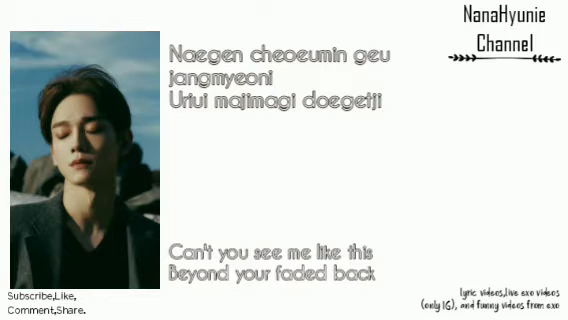 NanaHyunie
Channel
Naegen cheoeumin geu
jangmyeoni
Uriui majimagi doegetji
Can't you see me like this
Beyond your faded back
Subscribe,Like,
Comment,Share.
lyric videos,live exo videos
(only IG), and funny videos from exo